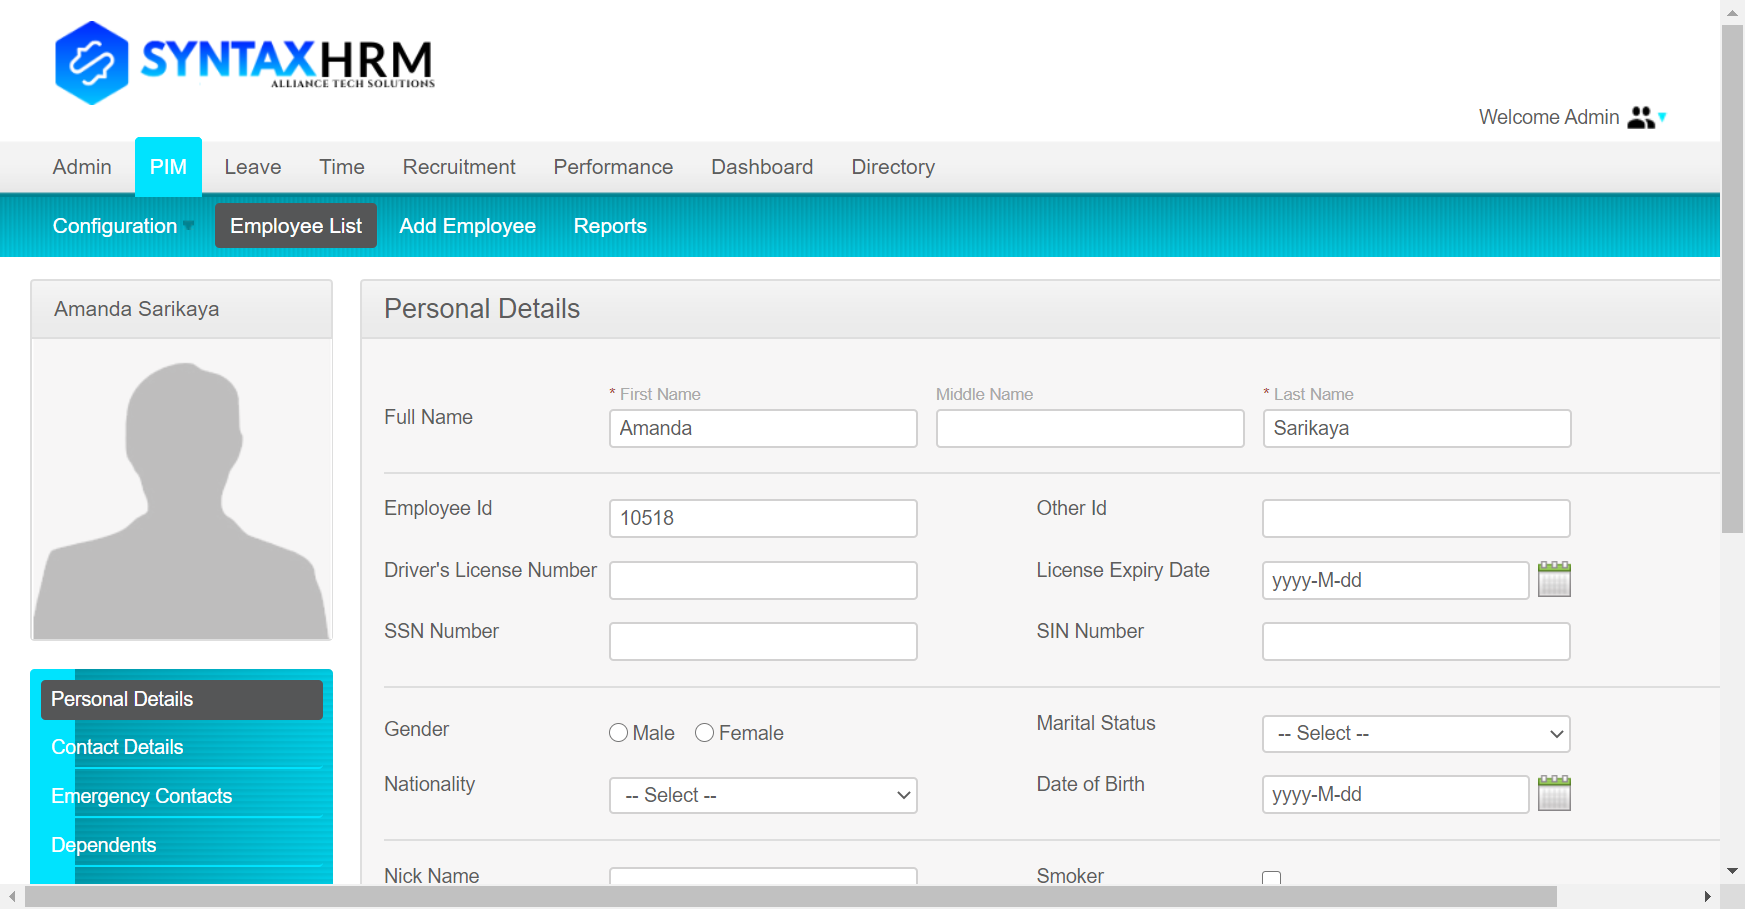 SYNTAXHRM
ALLIANCE TECH SOLUTIONS
Welcome Admin
Admin PIM Leave Time Recruitment Performance Dashboard Directory
Configuration Employee List Add Employee Reports
Amanda Sarikaya
Personal Details
* First Name Middle Name * Last Name
Full Name Amanda Sarikaya
Employee Id 10518 Other Id
Driver's License Number License Expiry Date yyyy-M-dd
SSN Number SIN Number
Gender Male Female Marital Status -- Select --
Nationality -- Select -- Date of Birth yyyy-M-dd
Nick Name Smoker
Personal Details
Contact Details
Emergency Contacts
Dependents